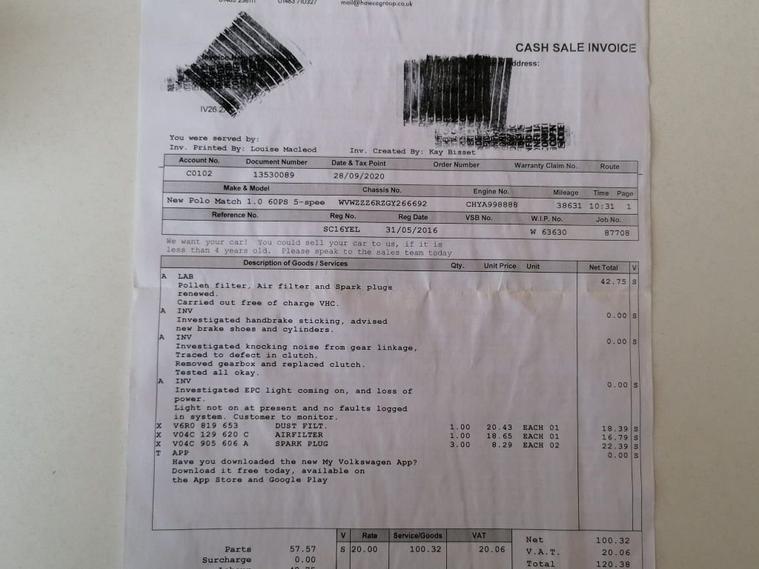 mail@hawcogroup.co.uk
CASH SALE INVOICE
ddress:
You were served by:
Inv. Printed By: Louise Macleod
Inv. Created By: Kay Bisset
Account No. Document Number Date & Tax Point Order Number Warranty Claim No. Route
C0102 13530089 28/09/2020
Make & Model Chassis No. Engine No. Mileage Time Page
New Polo Match 1.0 60PS 5-spee WVWZZZ6RZGY266692 CHYA998888 38631 10:31 1
Reference No. Reg No. Reg Date VSB No. W.I.P. No. Job No.
SC16YEL 31/05/2016 W 63630 87708
We want your car! You could sell your car to us, if it is
less than 4 years old. Please speak to the sales team today
Description of Goods / Services Qty. Unit Price Unit Net Total V
A LAB 42.75 S
Pollen filter, Air filter and Spark plugs
renewed.
Carried out free of charge VHC.
A INV 0.00 S
Investigated handbrake sticking, advised
new brake shoes and cylinders.
A INV 0.00 S
Investigated knocking noise from gear linkage,
Traced to defect in clutch.
Removed gearbox and replaced clutch.
Tested all okay.
A INV 0.00 S
Investigated EPC light coming on, and loss of
power.
Light not on at present and no faults logged
in system. Customer to monitor.
X V6R0 819 653 DUST FILT. 1.00 20.43 EACH 01 18.39 S
X V04C 129 620 C AIRFILTER 1.00 18.65 EACH 01 16.79 S
X V04C 905 606 A SPARK PLUG 3.00 8.29 EACH 02 22.39 S
T APP 0.00 S
Have you downloaded the new My Volkswagen App?
Download it free today, available on
the App Store and Google Play
V Rate Service/Goods VAT
Parts 57.57 S 20.00 100.32 20.06 Net 100.32
Surcharge 0.00 V.A.T. 20.06
Total 120.38